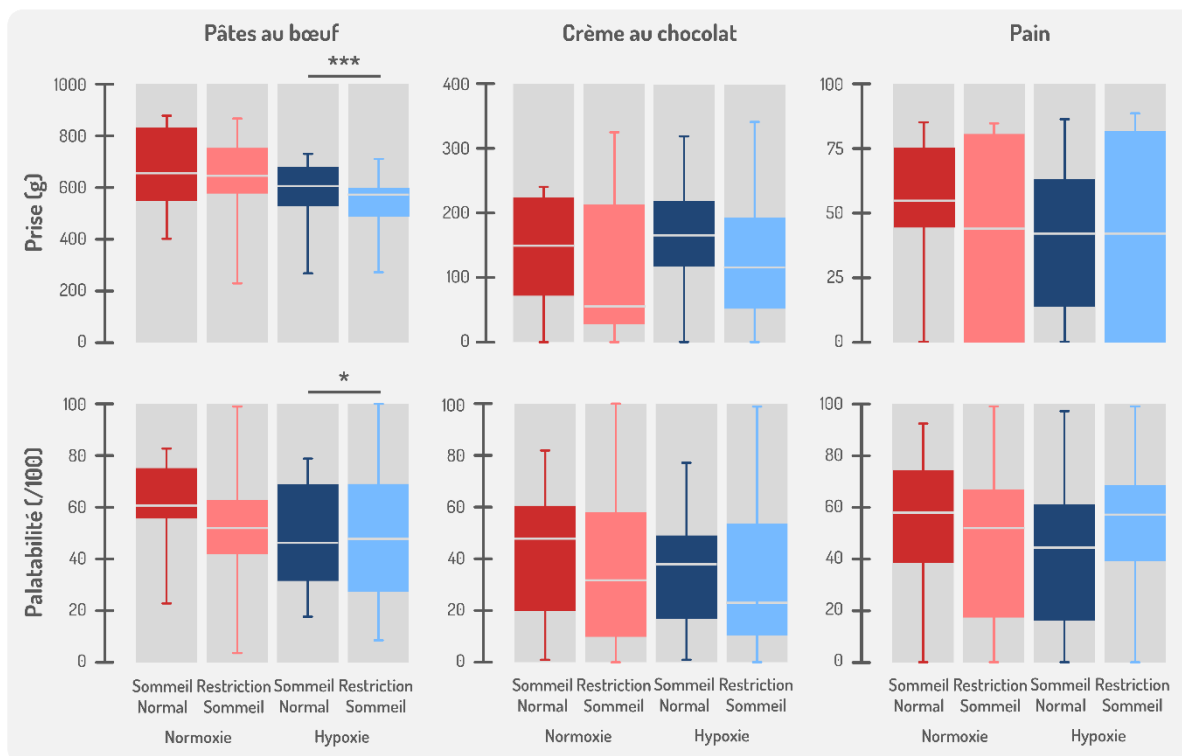 Pâtes au bœuf
Crème au chocolat
Pain
***
Prise (g)
1000
800
600
400
200
0
400
300
200
100
0
100
75
50
25
0
*
Palatabilité (/100)
100
80
60
40
20
0
100
80
60
40
20
0
100
80
60
40
20
0
Sommeil Restriction Sommeil Restriction
Normal Sommeil Normal Sommeil
Normoxie Hypoxie
Sommeil Restriction Sommeil Restriction
Normal Sommeil Normal Sommeil
Normoxie Hypoxie
Sommeil Restriction Sommeil Restriction
Normal Sommeil Normal Sommeil
Normoxie Hypoxie